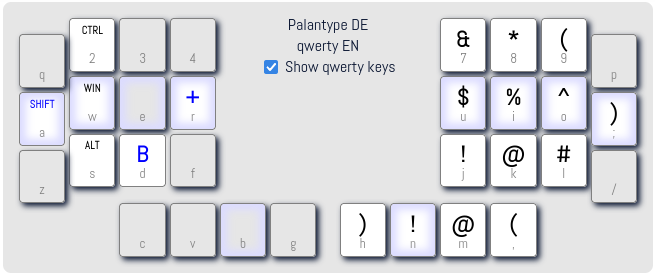 Palantype DE
qwerty EN
Show qwerty keys
q
CTRL
2
3
4
& 7
* 8
( 9
p
SHIFT
a
WIN
w
e
+
r
$
u
%
i
^
o
)
;
z
ALT
s
B
d
f
!
j
@
k
#
l
/
c
v
b
g
)
h
!
n
@
m
(
,